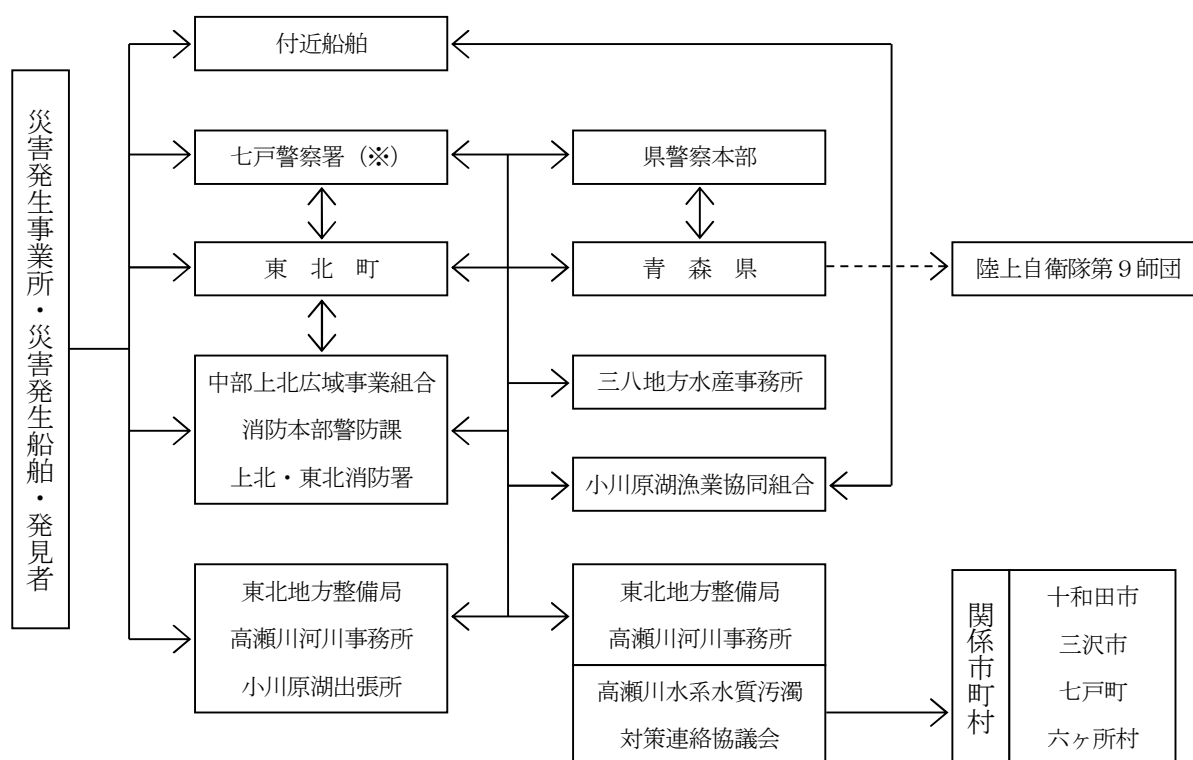 災害発生事業所・災害発生船舶・発見者
付近船舶
七戸警察署（※）
東　北　町
中部上北広域事業組合
消防本部警防課
上北・東北消防署
東北地方整備局
高瀬川河川事務所
小川原湖出張所
県警察本部
青　森　県
三八地方水産事務所
小川原湖漁業協同組合
東北地方整備局
高瀬川河川事務所
高瀬川水系水質汚濁
対策連絡協議会
陸上自衛隊第９師団
関係市町村
十和田市
三沢市
七戸町
六ヶ所村